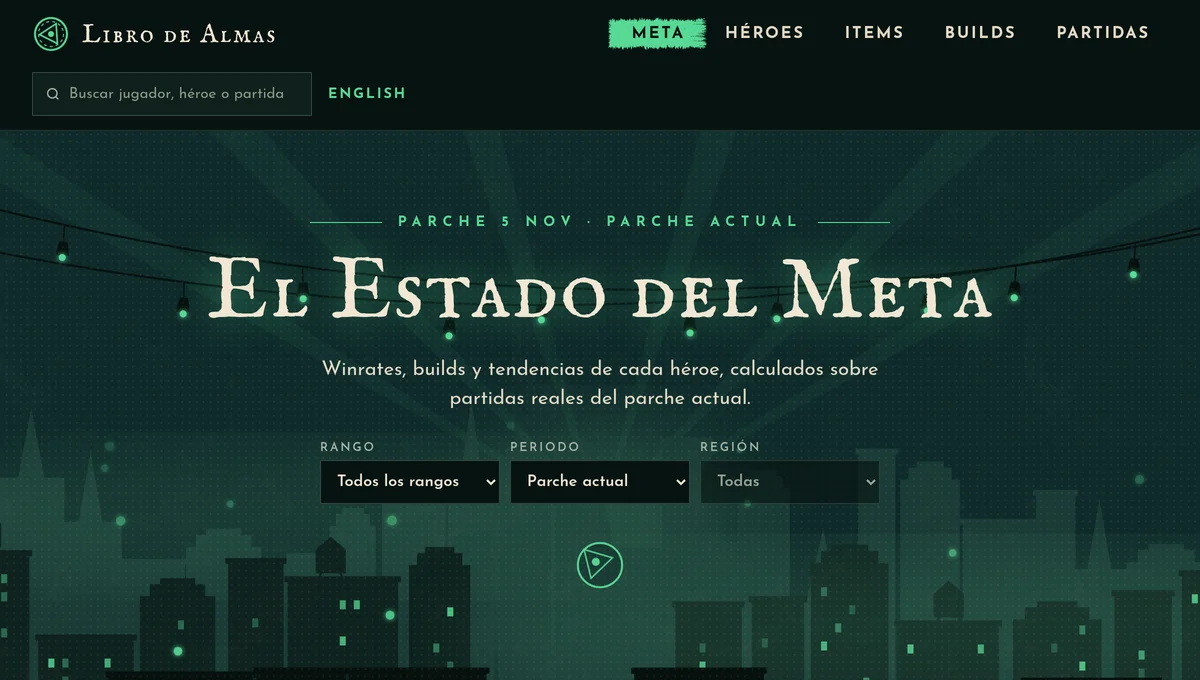 Libro de Almas
META
HÉROES
ITEMS
BUILDS
PARTIDAS
Buscar jugador, héroe o partida
ENGLISH
PARCHE 5 NOV · PARCHE ACTUAL
El Estado del Meta
Winrates, builds y tendencias de cada héroe, calculados sobre
partidas reales del parche actual.
RANGO
PERIODO
REGIÓN
Todos los rangos
Parche actual
Todas